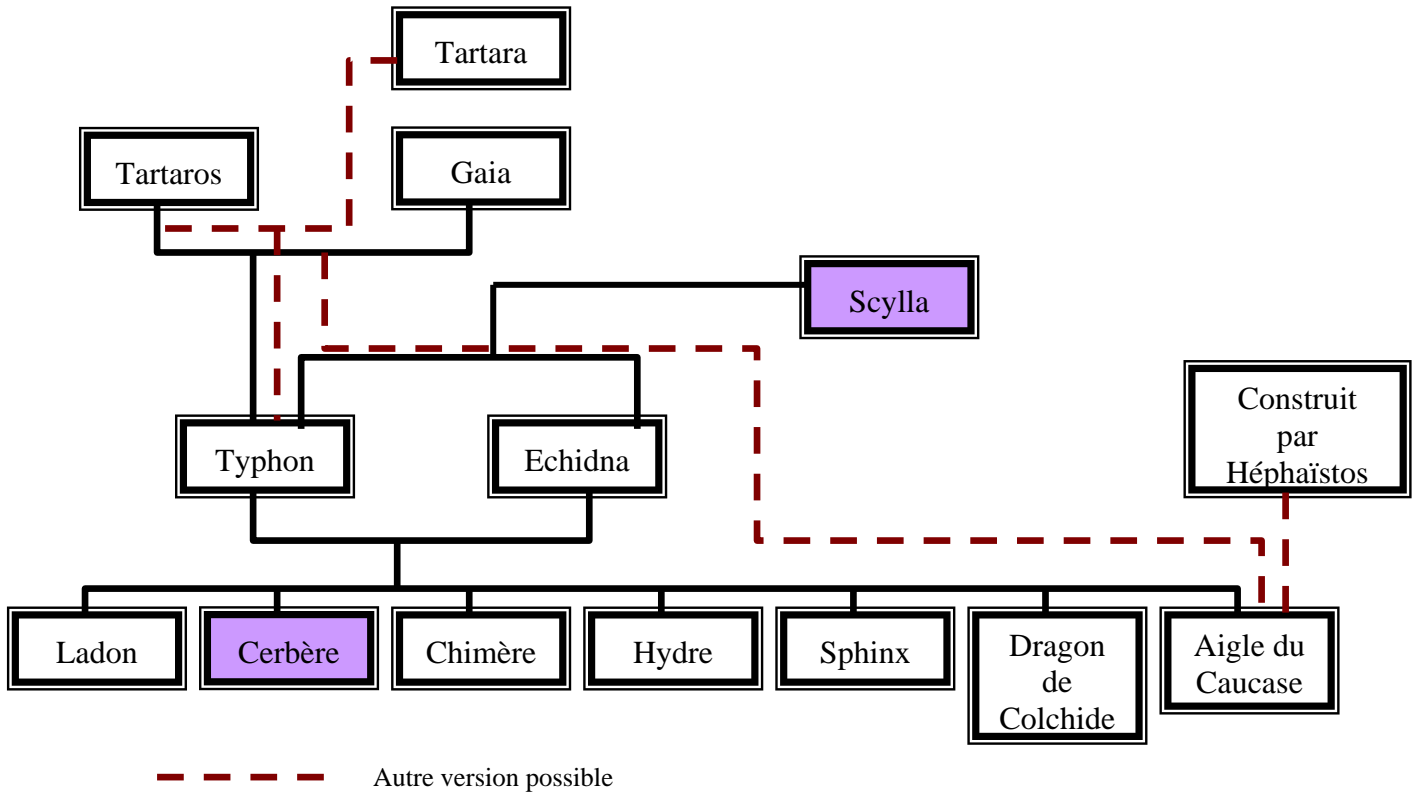 Tartara
Tartaros
Gaia
Scylla
Construit
par
Héphaïstos
Typhon
Echidna
Ladon
Cerbère
Chimère
Hydre
Sphinx
Dragon
de
Colchide
Aigle du
Caucase
Autre version possible